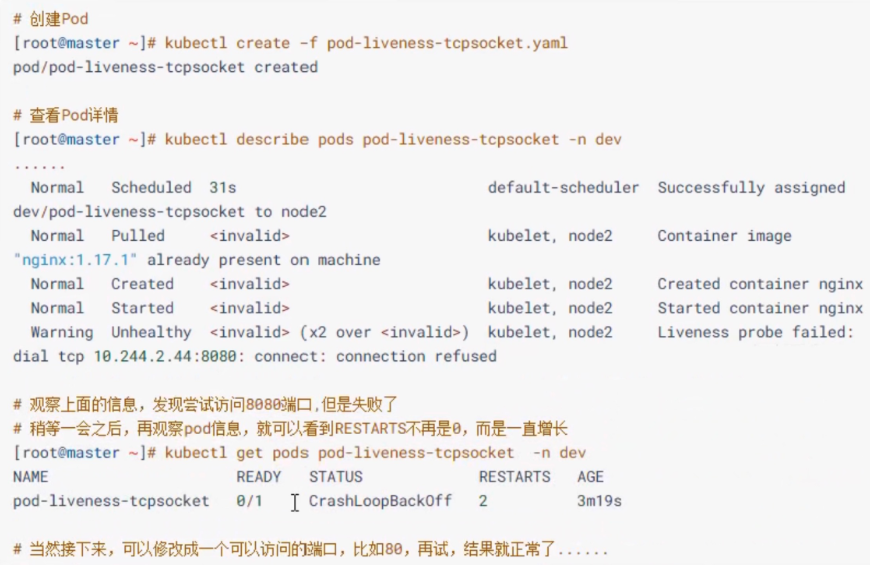 # 创建Pod
[root@master ~]# kubectl create -f pod-liveness-tcpsocket.yaml
pod/pod-liveness-tcpsocket created
# 查看Pod详情
[root@master ~]# kubectl describe pods pod-liveness-tcpsocket -n dev
......
Normal Scheduled 31s default-scheduler Successfully assigned
dev/pod-liveness-tcpsocket to node2
Normal Pulled <invalid> kubelet, node2 Container image
"nginx:1.17.1" already present on machine
Normal Created <invalid> kubelet, node2 Created container nginx
Normal Started <invalid> kubelet, node2 Started container nginx
Warning Unhealthy <invalid> (x2 over <invalid>) kubelet, node2 Liveness probe failed:
dial tcp 10.244.2.44:8080: connect: connection refused
# 观察上面的信息，发现尝试访问8080端口,但是失败了
# 稍等一会之后，再观察pod信息，就可以看到RESTARTS不再是0，而是一直增长
[root@master ~]# kubectl get pods pod-liveness-tcpsocket -n dev
NAME READY STATUS RESTARTS AGE
pod-liveness-tcpsocket 0/1 CrashLoopBackOff 2 3m19s
# 当然接下来，可以修改成一个可以访问的端口，比如80，再试，结果就正常了......